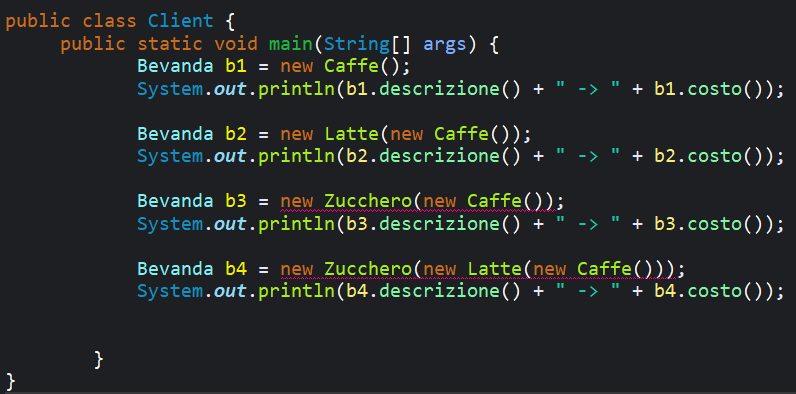 public class Client {
public static void main(String[] args) {
Bevanda b1 = new Caffe();
System.out.println(b1.descrizione() + " -> " + b1.costo());
Bevanda b2 = new Latte(new Caffe());
System.out.println(b2.descrizione() + " -> " + b2.costo());
Bevanda b3 = new Zucchero(new Caffe());
System.out.println(b3.descrizione() + " -> " + b3.costo());
Bevanda b4 = new Zucchero(new Latte(new Caffe()));
System.out.println(b4.descrizione() + " -> " + b4.costo());
}
}